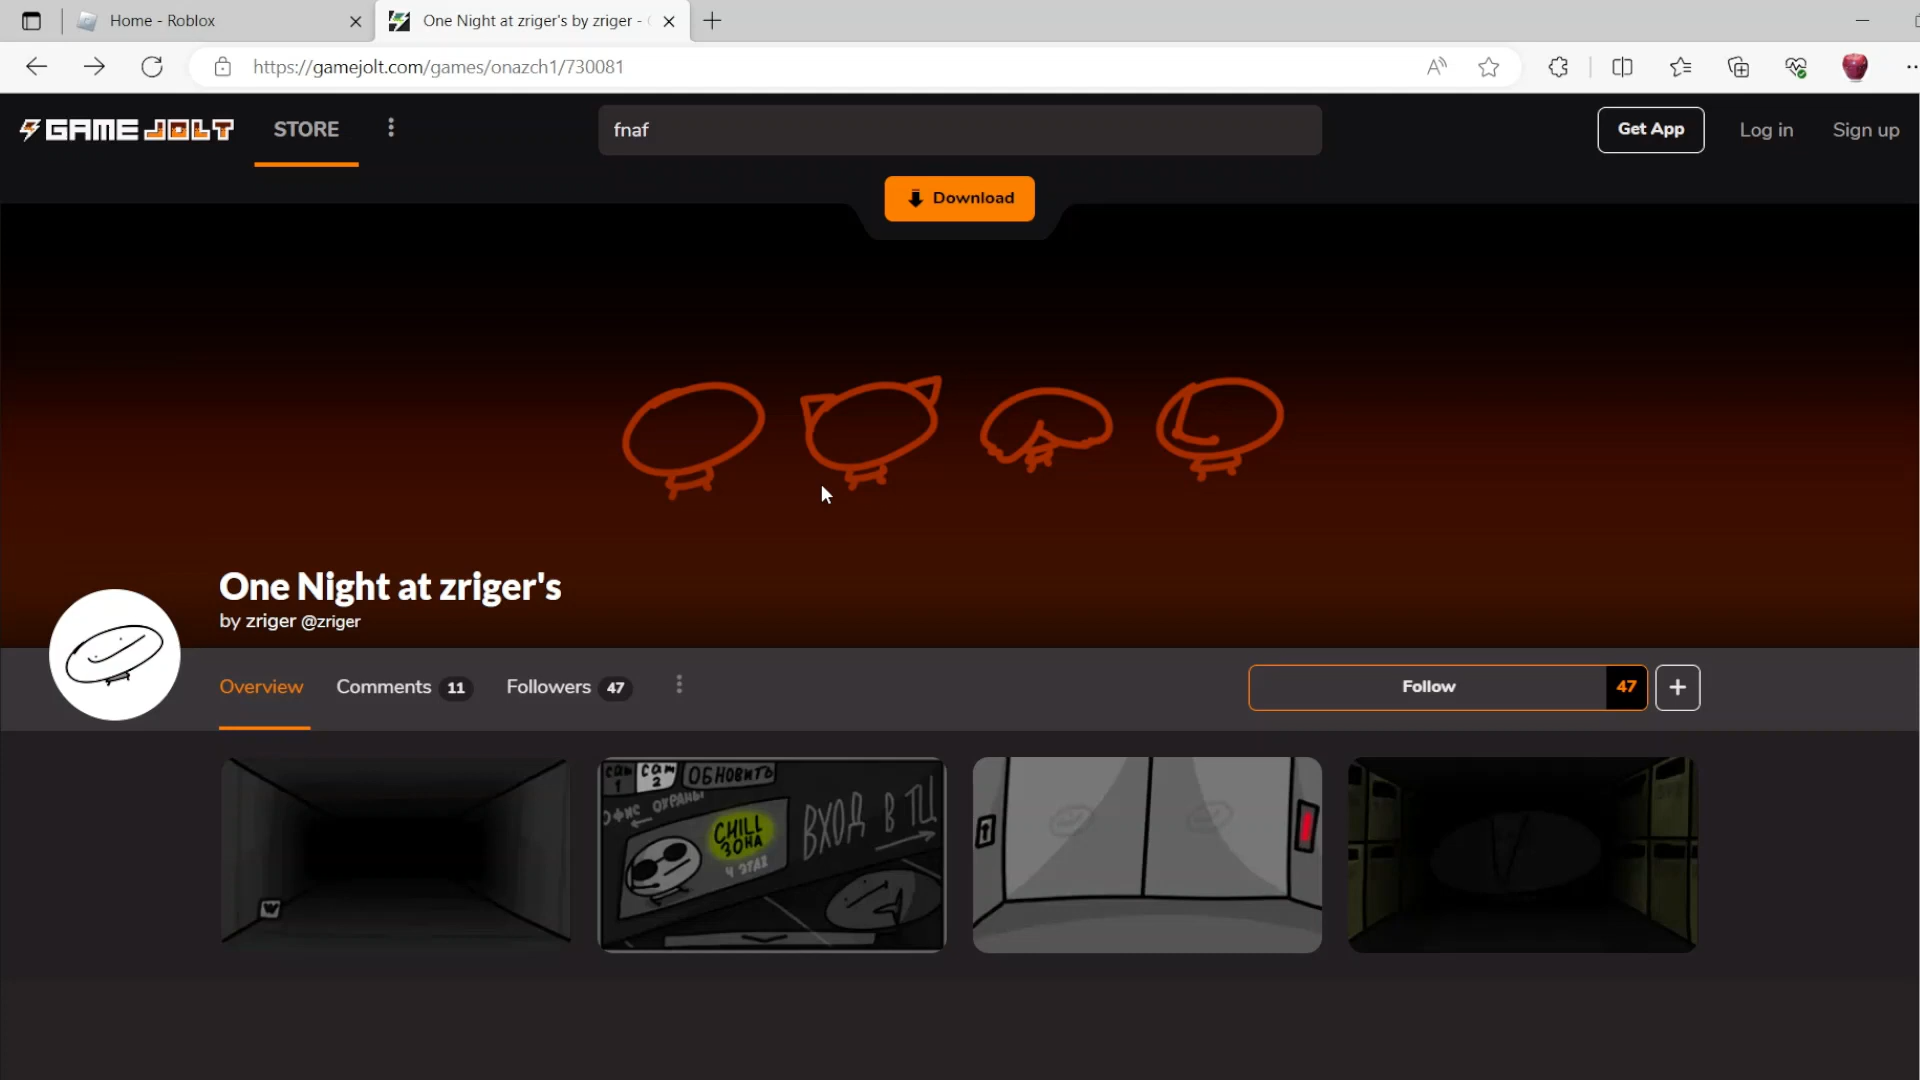 Home - Roblox
One Night at zriger's by zriger -
https://gamejolt.com/games/onazch1/730081
GAME JOLT
STORE
fnaf
Get App
Log in
Sign up
Download
One Night at zriger's
by zriger @zriger
Overview
Comments 11
Followers 47
Follow 47
cam 1
cam 2
ОБНОВИТЬ
ОФИС ОХРАНЫ
CHILL
ЗОНА
4 ЭТАЖ
ВХОД В ТЦ